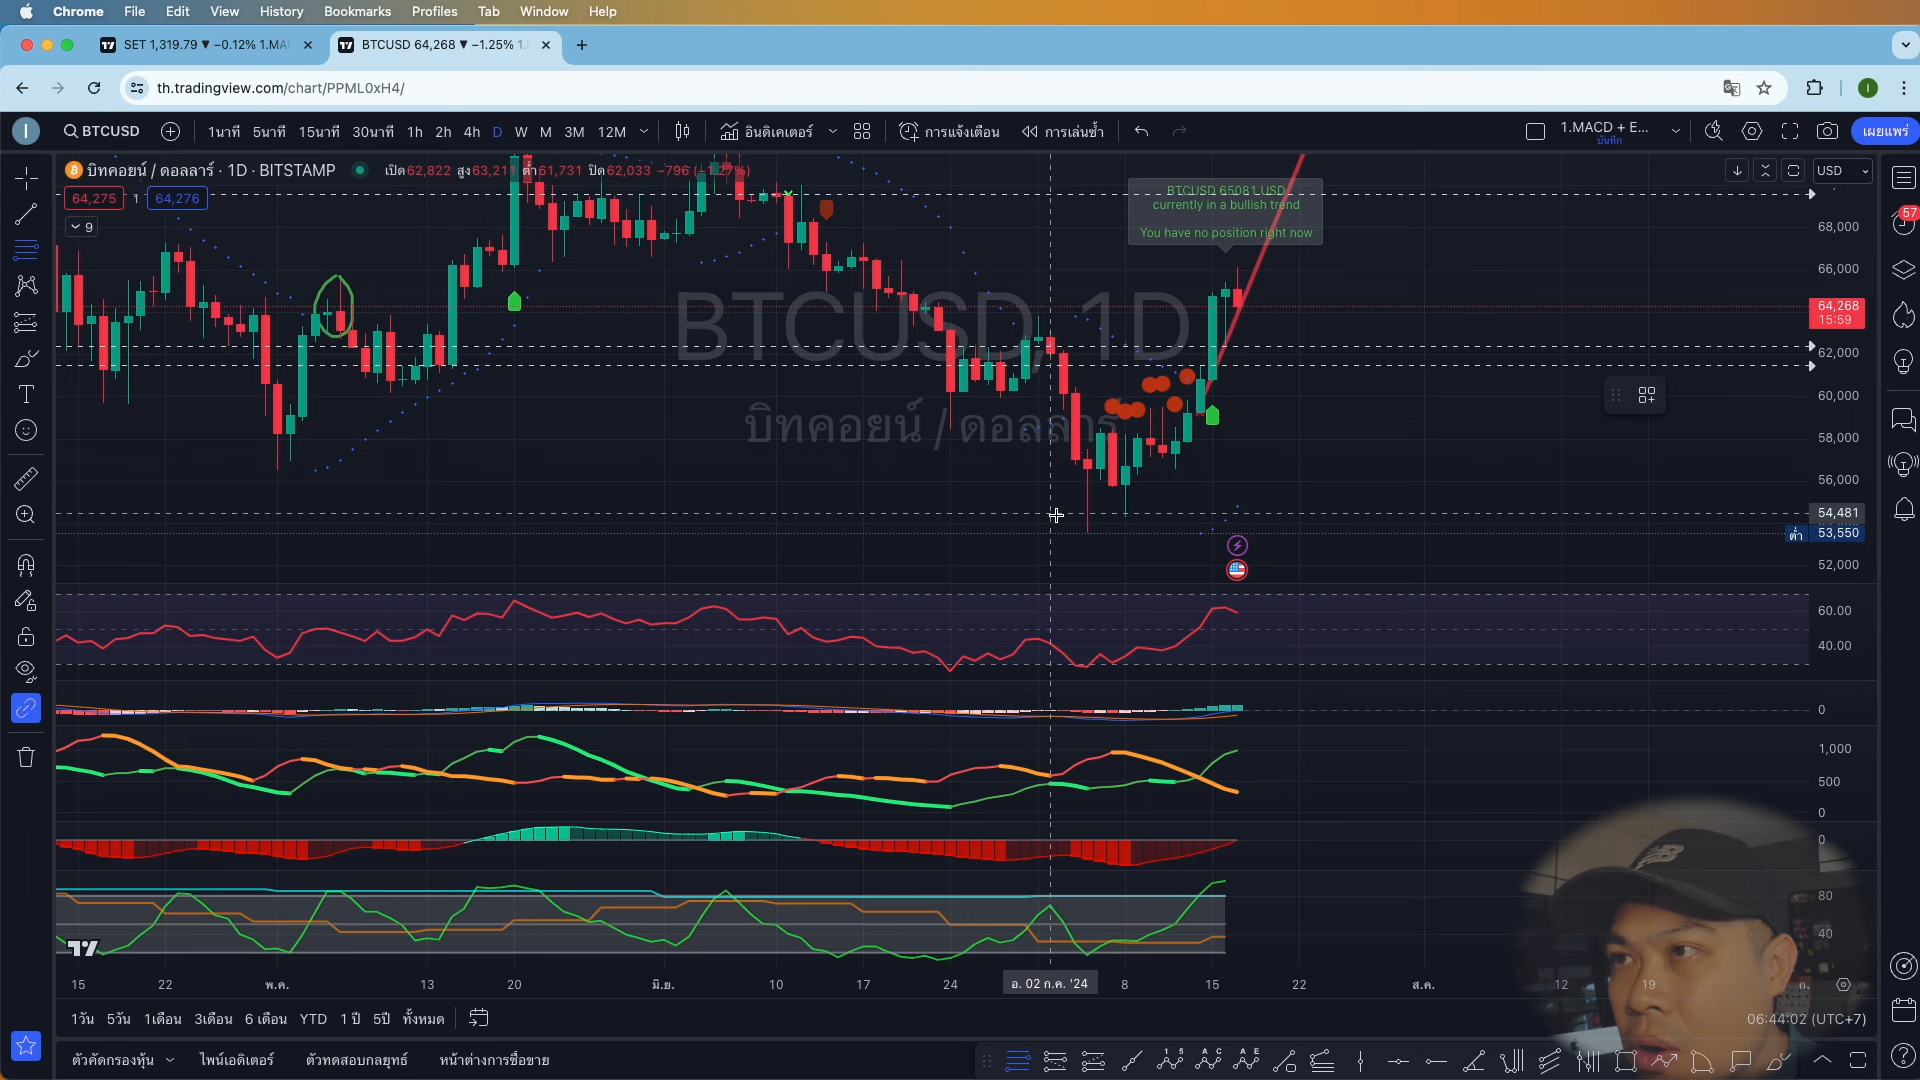 Chrome File Edit View History Bookmarks Profiles Tab Window Help
SET 1,319.79 ▼ −0.12% 1.MA
BTCUSD 64,268 ▼ −1.25% 1.
th.tradingview.com/chart/PPML0xH4/
I
I BTCUSD 1นาที 5นาที 15นาที 30นาที 1h 2h 4h D W M 3M 12M อินดิเคเตอร์ การแจ้งเตือน การเล่นซ้ำ 1.MACD + E... เผยแพร่
บันทึก
บิทคอยน์ / ดอลลาร์ · 1D · BITSTAMP เปิด62,822 สูง63,211 ต่ำ61,731 ปิด62,033 −796 (−1.27%) USD
64,275 1 64,276
9
BTCUSD 65081 USD
currently in a bullish trend
You have no position right now
57
BTCUSD, 1D
บิทคอยน์ / ดอลลาร์
68,000
66,000
64,268
15:59
62,000
60,000
58,000
56,000
54,481
ต่ำ 53,550
52,000
60.00
40.00
0
1,000
500
0
0
80
40
15 22 พ.ค. 13 20 มิ.ย. 10 17 24 อ. 02 ก.ค. '24 8 15 22 ส.ค. 12 19 ก.
1วัน 5วัน 1เดือน 3เดือน 6 เดือน YTD 1 ปี 5ปี ทั้งหมด 06:44:02 (UTC+7)
ตัวคัดกรองหุ้น ไพน์เอดิเตอร์ ตัวทดสอบกลยุทธ์ หน้าต่างการซื้อขาย